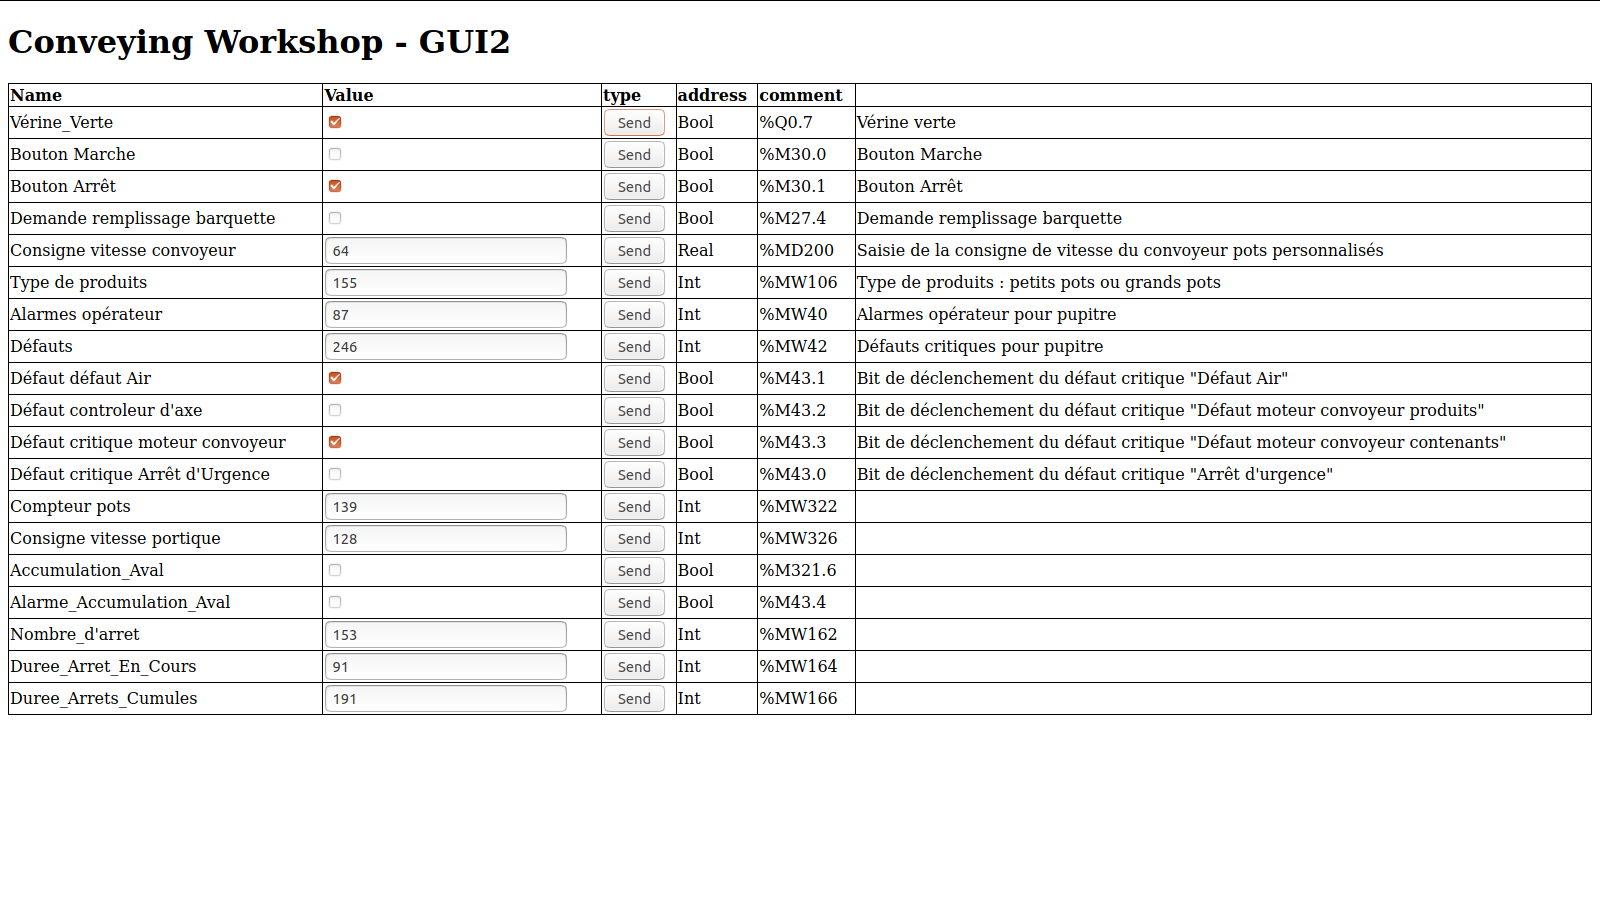 Conveying Workshop - GUI2
Name Value type address comment
Vérine_Verte Send Bool %Q0.7 Vérine verte
Bouton Marche Send Bool %M30.0 Bouton Marche
Bouton Arrêt Send Bool %M30.1 Bouton Arrêt
Demande remplissage barquette Send Bool %M27.4 Demande remplissage barquette
Consigne vitesse convoyeur 64 Send Real %MD200 Saisie de la consigne de vitesse du convoyeur pots personnalisés
Type de produits 155 Send Int %MW106 Type de produits : petits pots ou grands pots
Alarmes opérateur 87 Send Int %MW40 Alarmes opérateur pour pupitre
Défauts 246 Send Int %MW42 Défauts critiques pour pupitre
Défaut défaut Air Send Bool %M43.1 Bit de déclenchement du défaut critique "Défaut Air"
Défaut controleur d'axe Send Bool %M43.2 Bit de déclenchement du défaut critique "Défaut moteur convoyeur produits"
Défaut critique moteur convoyeur Send Bool %M43.3 Bit de déclenchement du défaut critique "Défaut moteur convoyeur contenants"
Défaut critique Arrêt d'Urgence Send Bool %M43.0 Bit de déclenchement du défaut critique "Arrêt d'urgence"
Compteur pots 139 Send Int %MW322
Consigne vitesse portique 128 Send Int %MW326
Accumulation_Aval Send Bool %M321.6
Alarme_Accumulation_Aval Send Bool %M43.4
Nombre_d'arret 153 Send Int %MW162
Duree_Arret_En_Cours 91 Send Int %MW164
Duree_Arrets_Cumules 191 Send Int %MW166